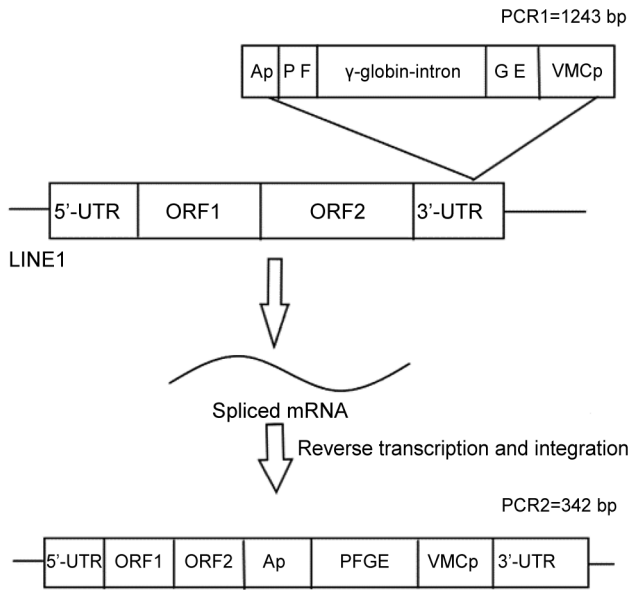 PCR1=1243 bp
Ap P F γ-globin-intron G E VMCp
5’-UTR ORF1 ORF2 3’-UTR
LINE1
Spliced mRNA
Reverse transcription and integration
PCR2=342 bp
5’-UTR ORF1 ORF2 Ap PFGE VMCp 3’-UTR